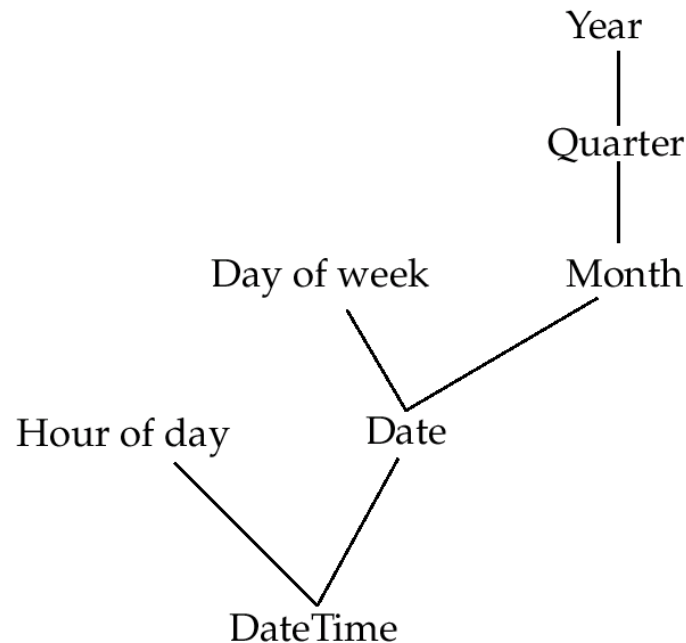 Year
Quarter
Day of week
Month
Hour of day
Date
DateTime